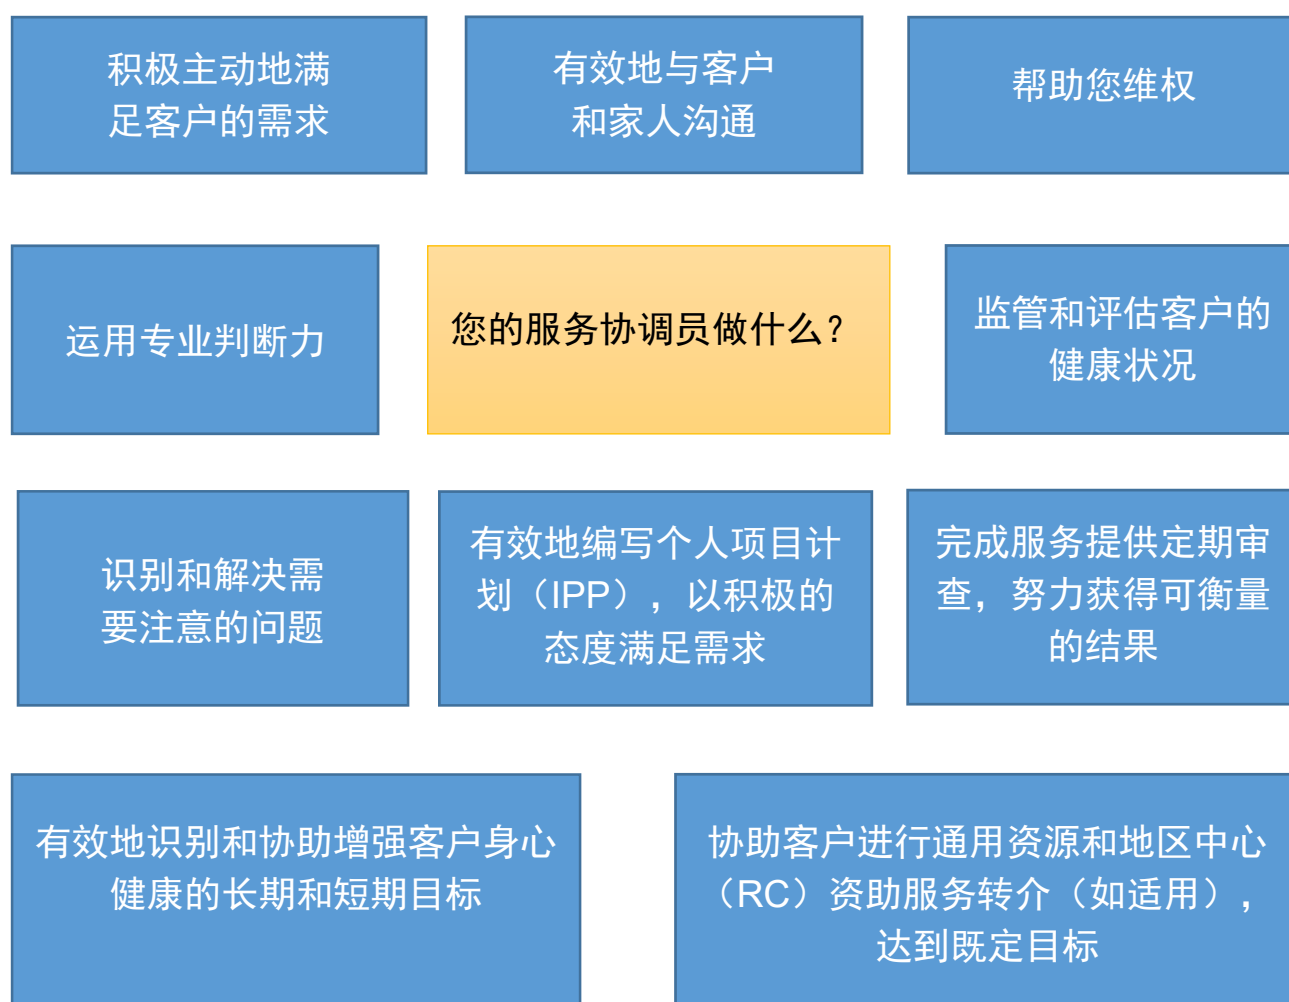 积极主动地满
足客户的需求
有效地与客户
和家人沟通
帮助您维权
运用专业判断力
您的服务协调员做什么？
监管和评估客户的
健康状况
识别和解决需
要注意的问题
有效地编写个人项目计
划（IPP），以积极的
态度满足需求
完成服务提供定期审
查，努力获得可衡量
的结果
有效地识别和协助增强客户身心
健康的长期和短期目标
协助客户进行通用资源和地区中心
（RC）资助服务转介（如适用），
达到既定目标